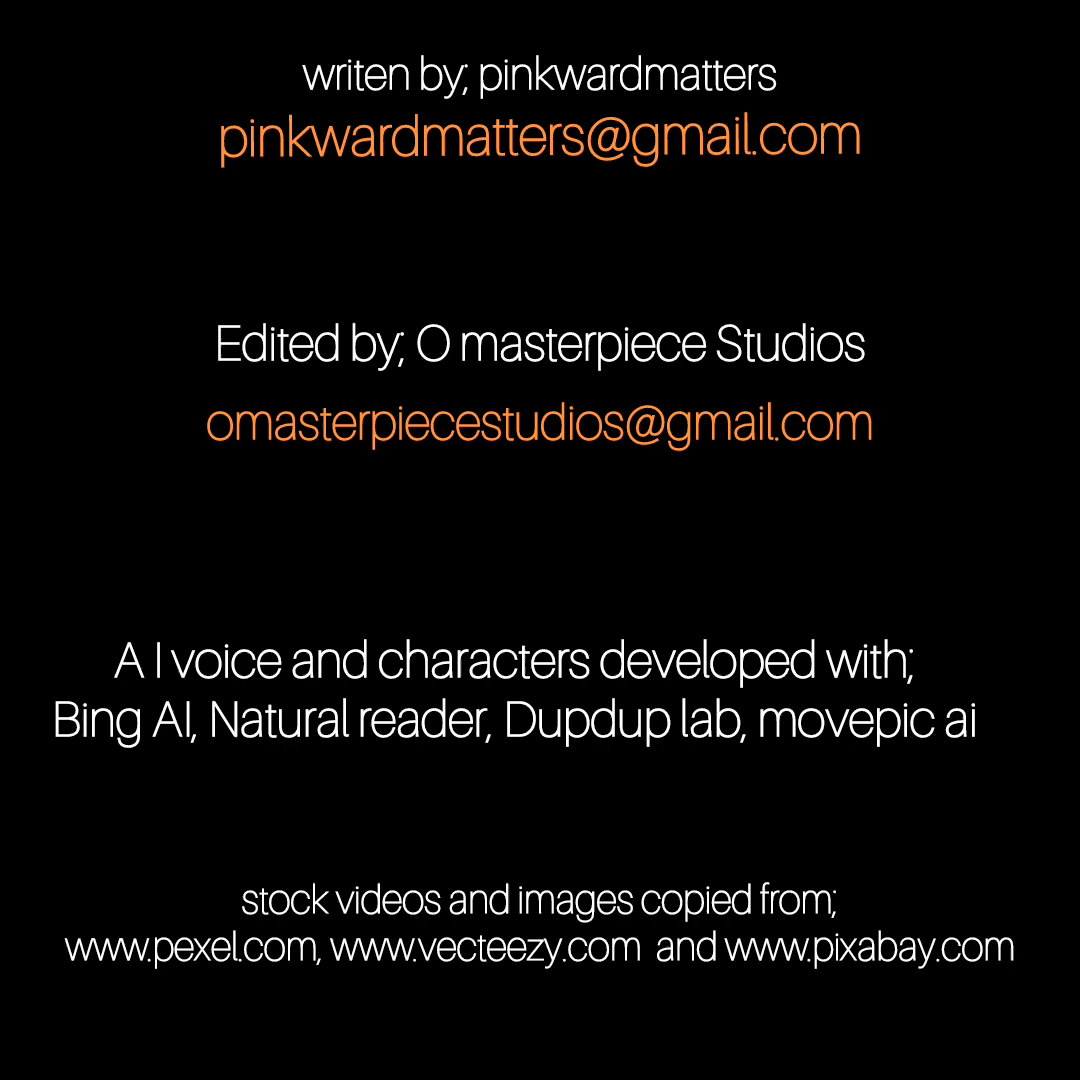 writen by; pinkwardmatters
pinkwardmatters@gmail.com
Edited by; O masterpiece Studios
omasterpiecestudios@gmail.com
A I voice and characters developed with;
Bing AI, Natural reader, Dupdup lab, movepic ai
stock videos and images copied from;
www.pexel.com, www.vecteezy.com and www.pixabay.com